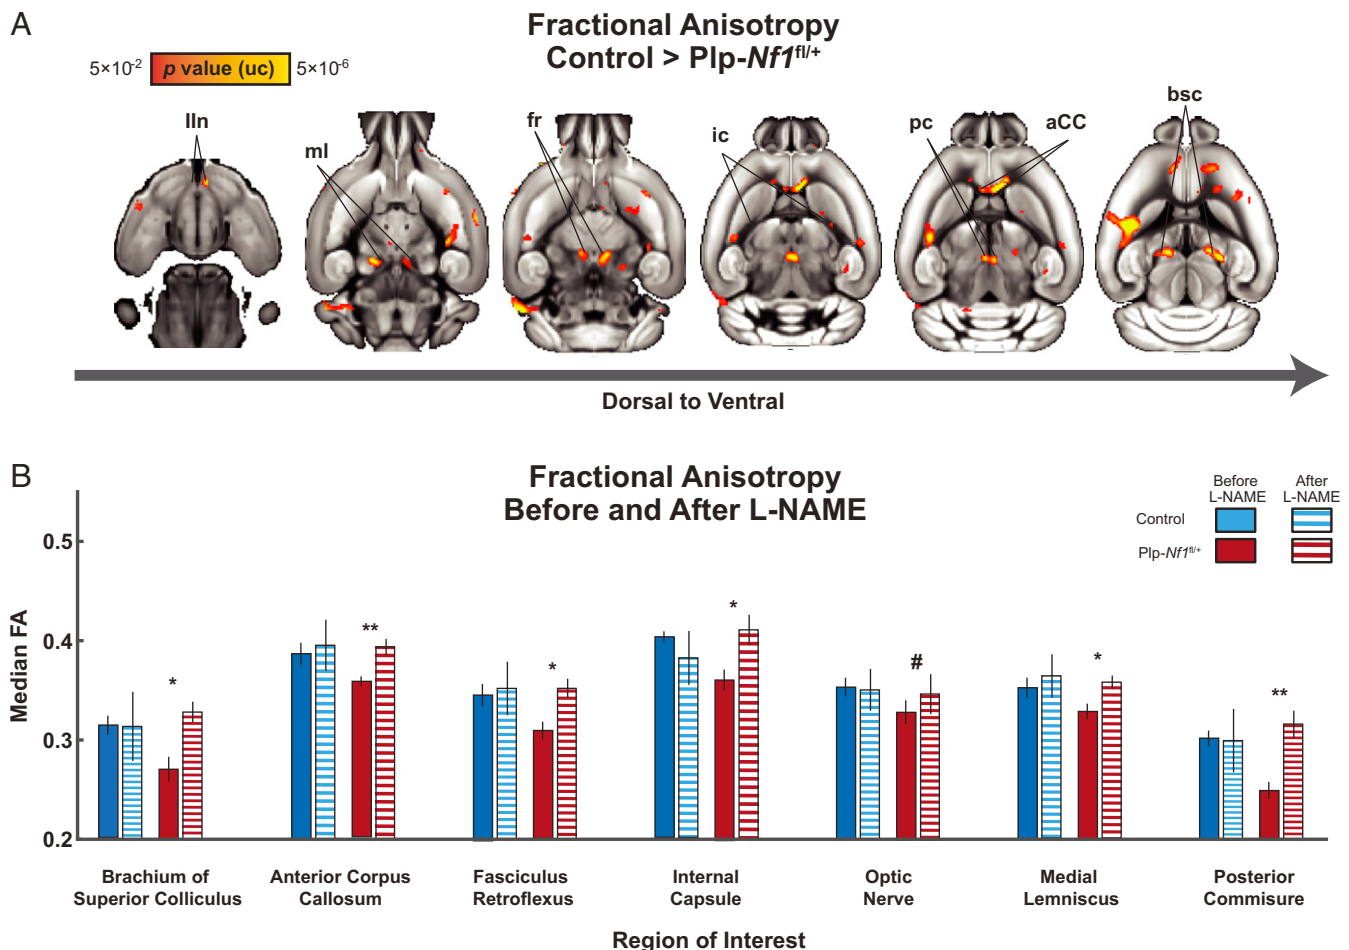 A
Fractional Anisotropy
Control > Plp-Nf1fl/+
5×10-2 p value (uc) 5×10-6
lln
ml
fr
ic
pc
aCC
bsc
Dorsal to Ventral
B
Fractional Anisotropy
Before and After L-NAME
Before L-NAME
After L-NAME
Control
Plp-Nf1fl/+
Median FA
0.5
0.4
0.3
0.2
*
**
*
*
#
*
**
Brachium of
Superior Colliculus
Anterior Corpus
Callosum
Fasciculus
Retroflexus
Internal
Capsule
Optic
Nerve
Medial
Lemniscus
Posterior
Commisure
Region of Interest